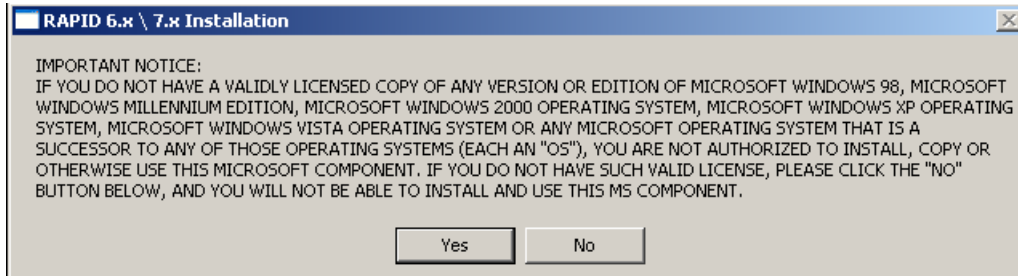 RAPID 6.x \ 7.x Installation
IMPORTANT NOTICE:
IF YOU DO NOT HAVE A VALIDLY LICENSED COPY OF ANY VERSION OR EDITION OF MICROSOFT WINDOWS 98, MICROSOFT
WINDOWS MILLENNIUM EDITION, MICROSOFT WINDOWS 2000 OPERATING SYSTEM, MICROSOFT WINDOWS XP OPERATING
SYSTEM, MICROSOFT WINDOWS VISTA OPERATING SYSTEM OR ANY MICROSOFT OPERATING SYSTEM THAT IS A
SUCCESSOR TO ANY OF THOSE OPERATING SYSTEMS (EACH AN "OS"), YOU ARE NOT AUTHORIZED TO INSTALL, COPY OR
OTHERWISE USE THIS MICROSOFT COMPONENT. IF YOU DO NOT HAVE SUCH VALID LICENSE, PLEASE CLICK THE "NO"
BUTTON BELOW, AND YOU WILL NOT BE ABLE TO INSTALL AND USE THIS MS COMPONENT.
Yes No